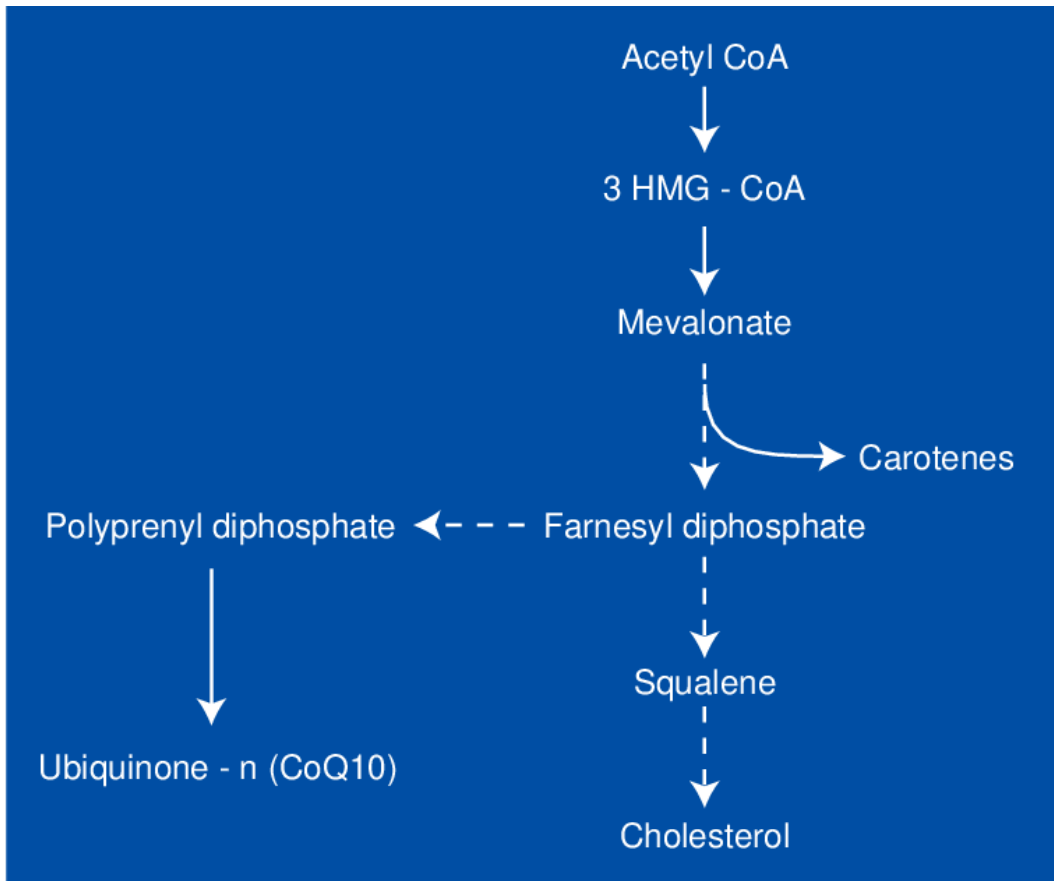 Acetyl CoA
3 HMG - CoA
Mevalonate
Carotenes
Polyprenyl diphosphate
Farnesyl diphosphate
Squalene
Ubiquinone - n (CoQ10)
Cholesterol